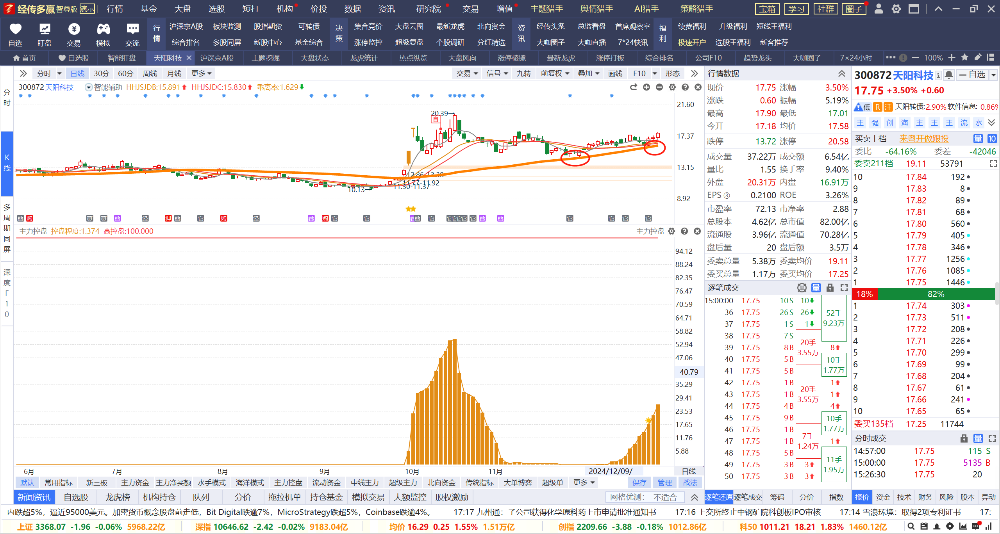 经传多赢 智尊版 演示 行情 基金 大盘 选股 短打 机构 价投 数据 资讯 研究院 交易 增值 主题猎手 舆情猎手 AI猎手 策略猎手 宝箱 学习 社群 圈子
行情 沪深京A股 板块监测 股指期货 可转债 决策 集合竞价 大盘云图 最新龙虎 北向资金 资讯 经传头条 总监看盘 首席观察室 福利 续费福利 升级福利 短线王福利
自选 盯盘 交易 模拟 交流 综合排名 多股同屏 新股中心 基金综合 涨停监控 超级复盘 个股调研 分红精选 大咖圈子 大咖直播 7*24快讯 极速开户 选股王福利 新客推荐
首页 自选股 智能盯盘 天阳科技 沪深京A股 主题挖掘 大盘状态 龙虎统计 热点纵览 大盘风向 涨停棱镜 最新龙虎 涨停打板 综合排名 公司F10 趋势龙头 大咖圈子 7×24小时 100%
分时 日线 30分 60分 周线 月线 更多 交易 信号 九转 前复权 叠加 画线 F10 形态
300872 天阳科技 智能辅助 HHJSJDB:15.891 HHJSJDC:15.830 乖离率:1.629
分时
K线
多周期同屏
深度F10
21.60
17.37
13.15
8.92
20.39→
自
12.86-13.38
11.77-11.92
11.30-11.37
10.13→
叠 购 募 募 叠 经 押 叠 它 购 经 叠 购 它 它 叠 叠 它 它 它 它 它 它 叠 叠 它 它 它 它
主力控盘 控盘程度:1.374 高控盘:100.000 主力控盘
94.12
88.24
82.35
76.47
70.59
64.71
58.82
52.94
47.06
40.79
35.29
29.41
23.53
17.65
11.76
5.88
6月 7月 8月 9月 10月 11月 2024/12/09/一 日线
默认 常用指标 新三板 主力资金 主力净买额 水手模式 海洋模式 主力控盘 流动资金 中线主力 超级主力 北向资金 传统指标 大单博弈 超级单 更多 保存 管理 战法
新闻资讯 自选股 龙虎榜 机构持仓 队列 分价 拖拉机单 持仓基金 模拟交易 大额监控 股权激励 网格优测： 不适合
行情数据
现价 17.75 涨幅 3.50%
涨跌 0.60 振幅 5.19%
最高 17.90 最低 17.01
今开 17.18 均价 17.58
跌停 13.72 涨停 20.58
成交量 37.22万 成交额 6.54亿
量比 1.55 换手率 9.40%
外盘 20.31万 内盘 16.91万
EPS ③ 0.2100 ROE 3.26%
市盈率 72.13 市净率 2.88
总股本 4.62亿 总市值 82.00亿
流通股 3.96亿 流通值 70.28亿
盘后量 20 盘后额 3.5万
委卖总量 5.38万 委卖均价 19.11
委买总量 1.17万 委买均价 17.25
逐笔成交 单 量
15:00:00 17.75 10 S 10
36 17.75 26 S 26
37 17.75 1 S 1
38 17.75 7 S
39 17.75 8 B
40 17.75 5 B
41 17.75 5 B
42 17.75 1 B
43 17.75 1 B
44 17.75 4 B
45 17.75 9 B
46 17.75 1 B
47 17.75 1 B
48 17.75 5 B
49 17.75 3 B 3
50 17.75 3 B 3
20手
3.55万
20手
3.55万
7手
1.24万
52手
9.23万
8
10手
1.77万
1
1
4
10手
1.77万
1
11手
1.95万
逐笔还原 逐笔成交 筹码 分价 指数
300872 天阳科技 自选
17.75 +3.50% +0.60
低 R 注 天阳转债:2.90% 软件信息: 0.86%
主 强 创 海 主 主 主 流 水
买卖十档 来粤开做跟投 量 10
委比 -64.16% 委差 -42046
委卖211档 19.11 53791
10 17.84 192
9 17.83 8
8 17.82 89
7 17.81 68
6 17.80 560
5 17.79 405
4 17.78 346
3 17.77 1256
2 17.76 1085
1 17.75 1446
18% 82%
1 17.74 303
2 17.73 511
3 17.72 208
4 17.71 226
5 17.70 299
6 17.69 99
7 17.68 204
8 17.67 61
9 17.66 241
10 17.65 65
委买135档 17.25 11744
分时成交 量
14:57:00 17.75 115 S
15:00:00 17.75 5135 B
15:26:30 17.75 20
报价 资金 技术 财务 风险 股本 异动
内跌超5%，逼近95000美元。加密货币概念股盘前走低，Bit Digital跌逾7%，MicroStrategy跌超5%，Coinbase跌逾4%。 17:17 九州通：子公司获得化学原料药上市申请批准通知书 17:16 上交所终止中钢矿院科创板IPO审核 17:14 雪浪环境：取得2项专利证书 17:
上证 3368.07 -1.96 -0.06% 5968.22亿 深指 10646.62 -2.42 -0.02% 9183.04亿 均价 16.29 0.25 1.55% 1.51万亿 创指 2209.66 -3.88 -0.18% 1012.86亿 科50 1011.21 18.21 1.83% 1460.12亿